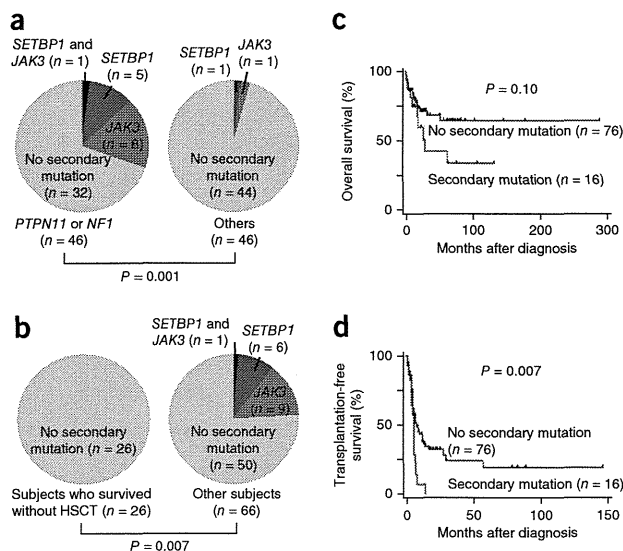 a
SETBP1 and
JAK3 (n = 1)
SETBP1
(n = 5)
JAK3
(n = 6)
No secondary
mutation
(n = 32)
PTPN11 or NF1
(n = 46)
SETBP1
(n = 1)
JAK3
(n = 1)
No secondary
mutation
(n = 44)
Others
(n = 46)
P = 0.001
b
No secondary
mutation (n = 26)
Subjects who survived
without HSCT (n = 26)
SETBP1 and
JAK3 (n = 1)
SETBP1
(n = 6)
JAK3
(n = 9)
No secondary
mutation
(n = 50)
Other subjects
(n = 66)
P = 0.007
c
Overall survival (%)
100
50
0
P = 0.10
No secondary mutation (n = 76)
Secondary mutation (n = 16)
0 100 200 300
Months after diagnosis
d
Transplantation-free
survival (%)
100
50
0
P = 0.007
No secondary mutation
(n = 76)
Secondary mutation (n = 16)
0 50 100 150
Months after diagnosis